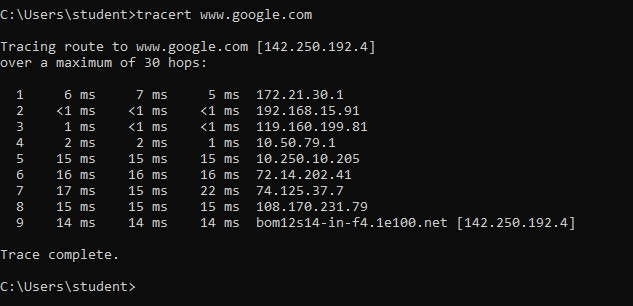 C:\Users\student>tracert www.google.com
Tracing route to www.google.com [142.250.192.4]
over a maximum of 30 hops:
1 6 ms 7 ms 5 ms 172.21.30.1
2 <1 ms <1 ms <1 ms 192.168.15.91
3 1 ms <1 ms <1 ms 119.160.199.81
4 2 ms 2 ms 1 ms 10.50.79.1
5 15 ms 15 ms 15 ms 10.250.10.205
6 16 ms 16 ms 16 ms 72.14.202.41
7 17 ms 15 ms 22 ms 74.125.37.7
8 15 ms 15 ms 15 ms 108.170.231.79
9 14 ms 14 ms 14 ms bom12s14-in-f4.1e100.net [142.250.192.4]
Trace complete.
C:\Users\student>